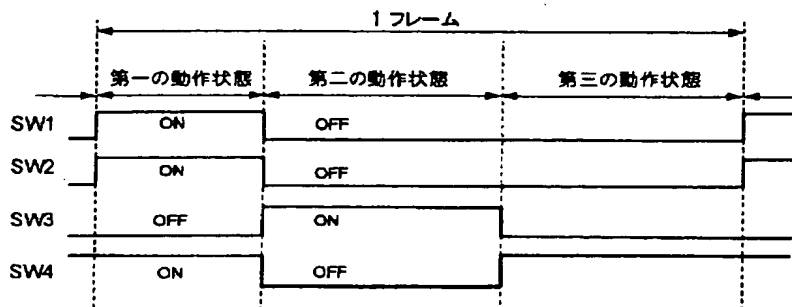 1 フレーム
第一の動作状態 第二の動作状態 第三の動作状態
SW1 ON OFF
SW2 ON OFF
SW3 OFF ON
SW4 ON OFF